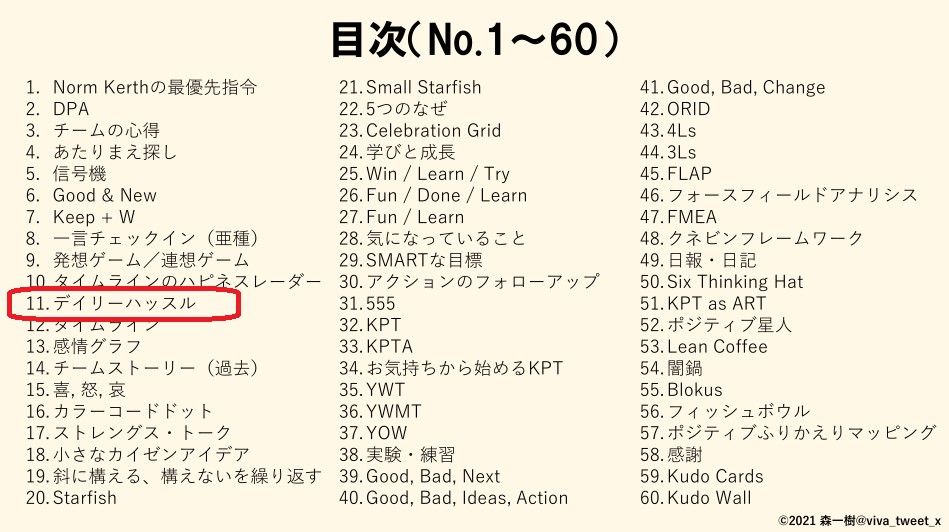 目次(No.1～60)
1. Norm Kerthの最優先指令
2. DPA
3. チームの心得
4. あたりまえ探し
5. 信号機
6. Good & New
7. Keep + W
8. 一言チェックイン（亜種）
9. 発想ゲーム／連想ゲーム
10. タイムラインのハピネスレーダー
11. デイリーハッスル
12. タイムライン
13. 感情グラフ
14. チームストーリー（過去）
15. 喜, 怒, 哀
16. カラーコードドット
17. ストレングス・トーク
18. 小さなカイゼンアイデア
19. 斜に構える、構えないを繰り返す
20. Starfish
21. Small Starfish
22. 5つのなぜ
23. Celebration Grid
24. 学びと成長
25. Win / Learn / Try
26. Fun / Done / Learn
27. Fun / Learn
28. 気になっていること
29. SMARTな目標
30. アクションのフォローアップ
31. 555
32. KPT
33. KPTA
34. お気持ちから始めるKPT
35. YWT
36. YWMT
37. YOW
38. 実験・練習
39. Good, Bad, Next
40. Good, Bad, Ideas, Action
41. Good, Bad, Change
42. ORID
43. 4Ls
44. 3Ls
45. FLAP
46. フォースフィールドアナリシス
47. FMEA
48. クネビンフレームワーク
49. 日報・日記
50. Six Thinking Hat
51. KPT as ART
52. ポジティブ星人
53. Lean Coffee
54. 闇鍋
55. Blokus
56. フィッシュボウル
57. ポジティブふりかえりマッピング
58. 感謝
59. Kudo Cards
60. Kudo Wall
©2021 森一樹@viva_tweet_x